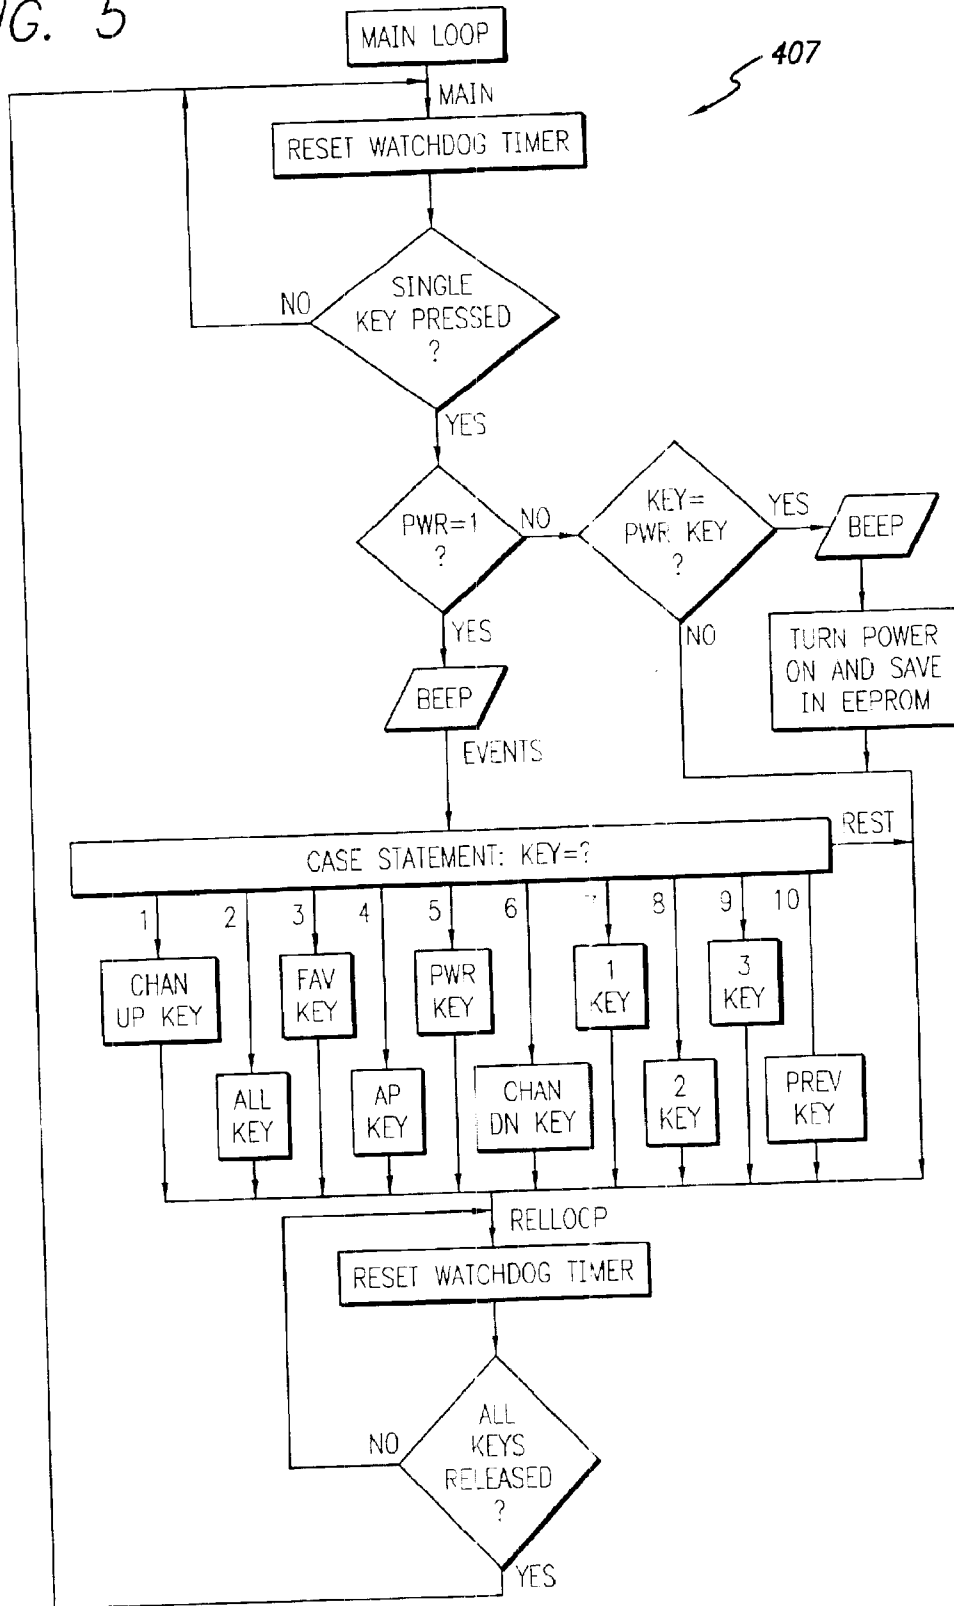 FIG. 5
MAIN LOOP
407
MAIN
RESET WATCHDOG TIMER
SINGLE
KEY PRESSED
?
NO
YES
PWR=1
?
NO
KEY=
PWR KEY
?
YES
BEEP
YES
NO
TURN POWER
ON AND SAVE
IN EEPROM
BEEP
EVENTS
REST
CASE STATEMENT: KEY=?
1
2
3
4
5
6
7
8
9
10
CHAN
UP KEY
FAV
KEY
PWR
KEY
1
KEY
3
KEY
ALL
KEY
AP
KEY
CHAN
DN KEY
2
KEY
PREV
KEY
RELLOCP
RESET WATCHDOG TIMER
ALL
KEYS
RELEASED
?
NO
YES